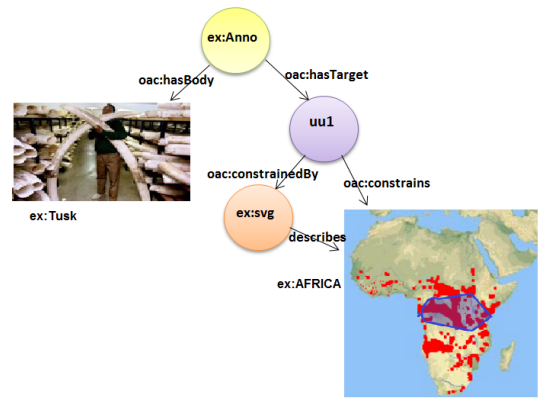 ex:Anno
oac:hasBody
oac:hasTarget
uu1
oac:constrainedBy
oac:constrains
ex:Tusk
ex:svg
describes
ex:AFRICA